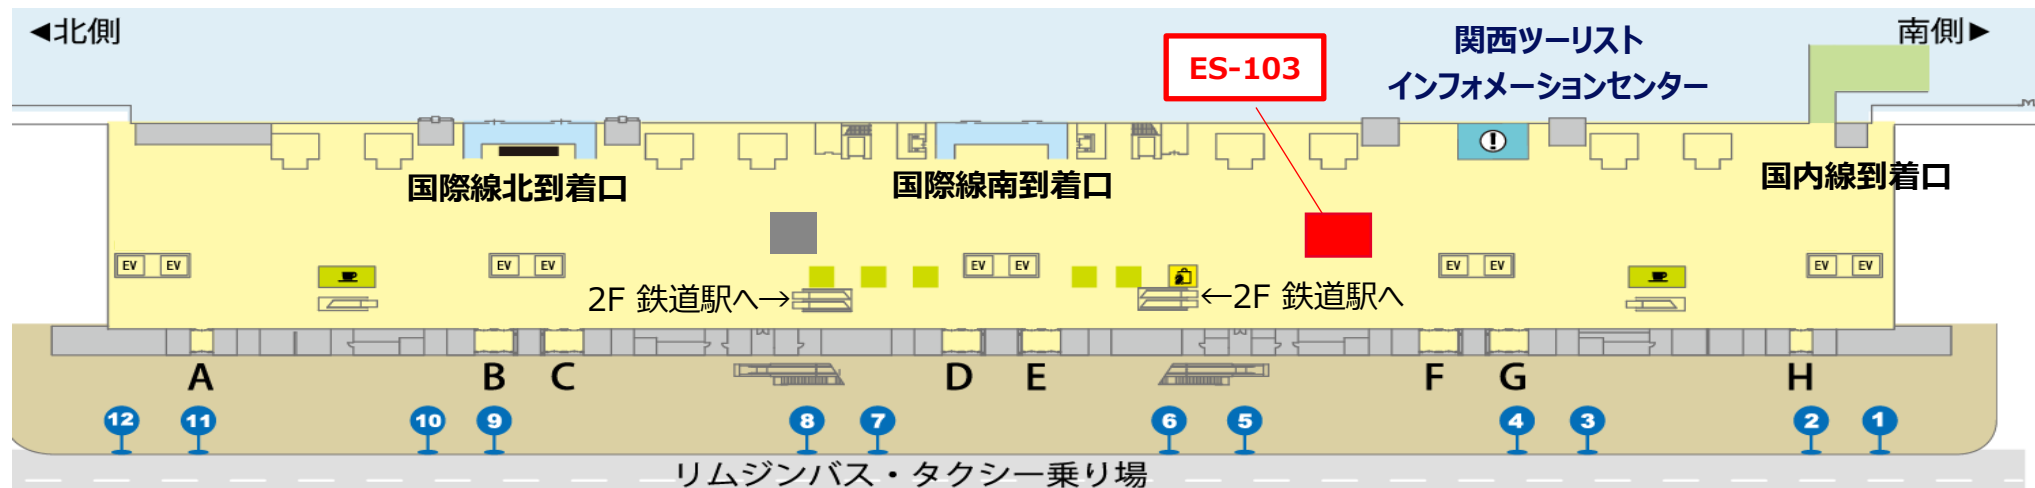 ◀北側
南側▶
関西ツーリスト
インフォメーションセンター
ES-103
国際線北到着口
国際線南到着口
国内線到着口
EV EV
EV EV
EV EV
EV EV
EV EV
2F 鉄道駅へ→
←2F 鉄道駅へ
A B C D E F G H
12 11 10 9 8 7 6 5 4 3 2 1
リムジンバス・タクシー乗り場